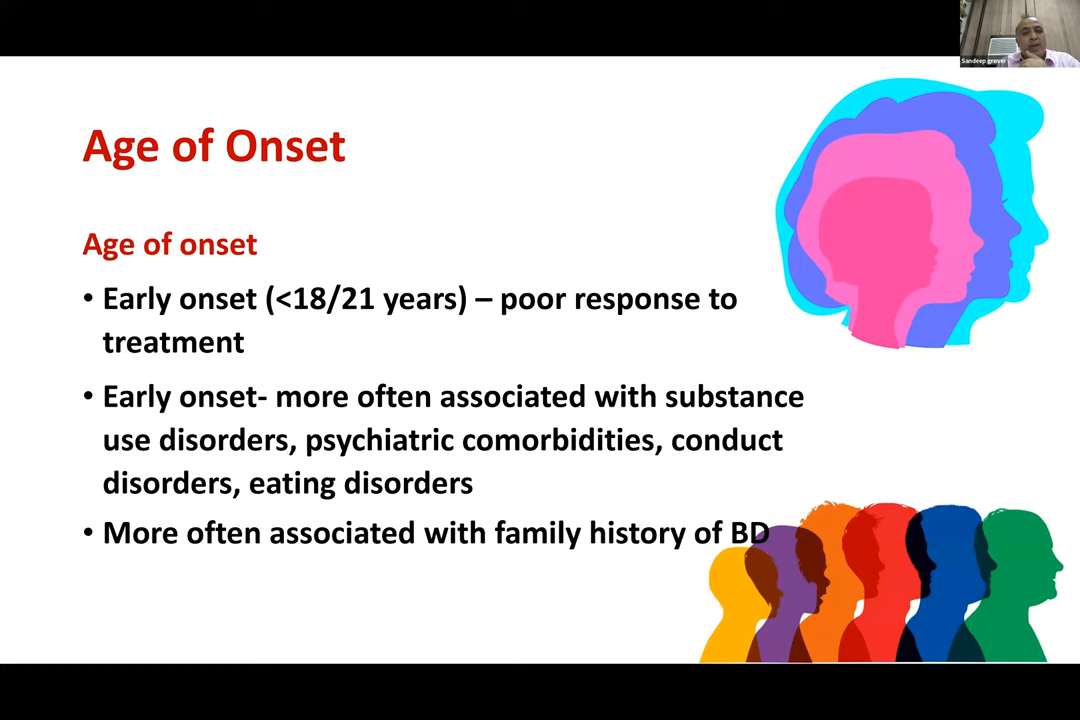 Sandeep grover
Age of Onset
Age of onset
• Early onset (<18/21 years) – poor response to
treatment
• Early onset- more often associated with substance
use disorders, psychiatric comorbidities, conduct
disorders, eating disorders
• More often associated with family history of BD